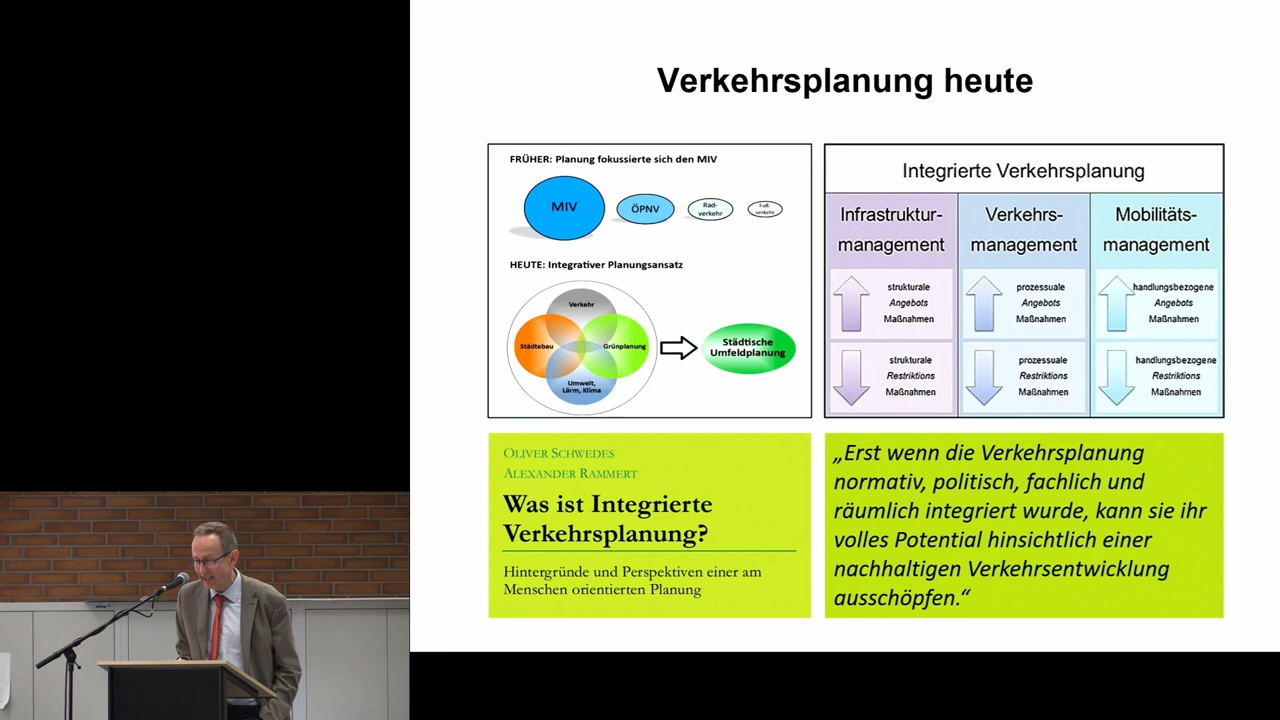 Verkehrsplanung heute
FRÜHER: Planung fokussierte sich den MIV
MIV
ÖPNV
Rad-
verkehr
Fuß-
verkehr
HEUTE: Integrativer Planungsansatz
Verkehr
Städtebau
Grünplanung
Umwelt,
Lärm, Klima
Städtische
Umfeldplanung
Integrierte Verkehrsplanung
Infrastruktur-
management
strukturale
Angebots
Maßnahmen
strukturale
Restriktions
Maßnahmen
Verkehrs-
management
prozessuale
Angebots
Maßnahmen
prozessuale
Restriktions
Maßnahmen
Mobilitäts-
management
handlungsbezogene
Angebots
Maßnahmen
handlungsbezogene
Restriktions
Maßnahmen
OLIVER SCHWEDES
ALEXANDER RAMMERT
Was ist Integrierte
Verkehrsplanung?
Hintergründe und Perspektiven einer am
Menschen orientierten Planung
„Erst wenn die Verkehrsplanung
normativ, politisch, fachlich und
räumlich integriert wurde, kann sie ihr
volles Potential hinsichtlich einer
nachhaltigen Verkehrsentwicklung
ausschöpfen.“